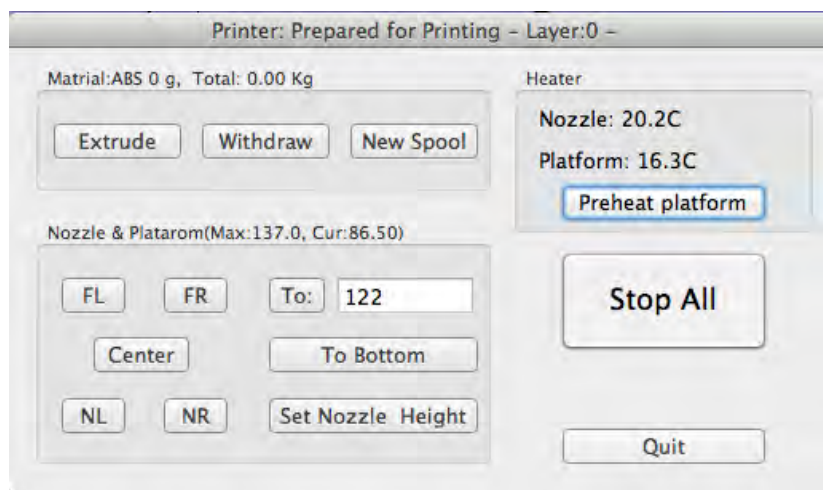 Printer: Prepared for Printing – Layer:0 –
Matrial:ABS 0 g, Total: 0.00 Kg
Extrude Withdraw New Spool
Heater
Nozzle: 20.2C
Platform: 16.3C
Preheat platform
Nozzle & Platarom(Max:137.0, Cur:86.50)
FL FR To: 122
Center To Bottom
NL NR Set Nozzle Height
Stop All
Quit